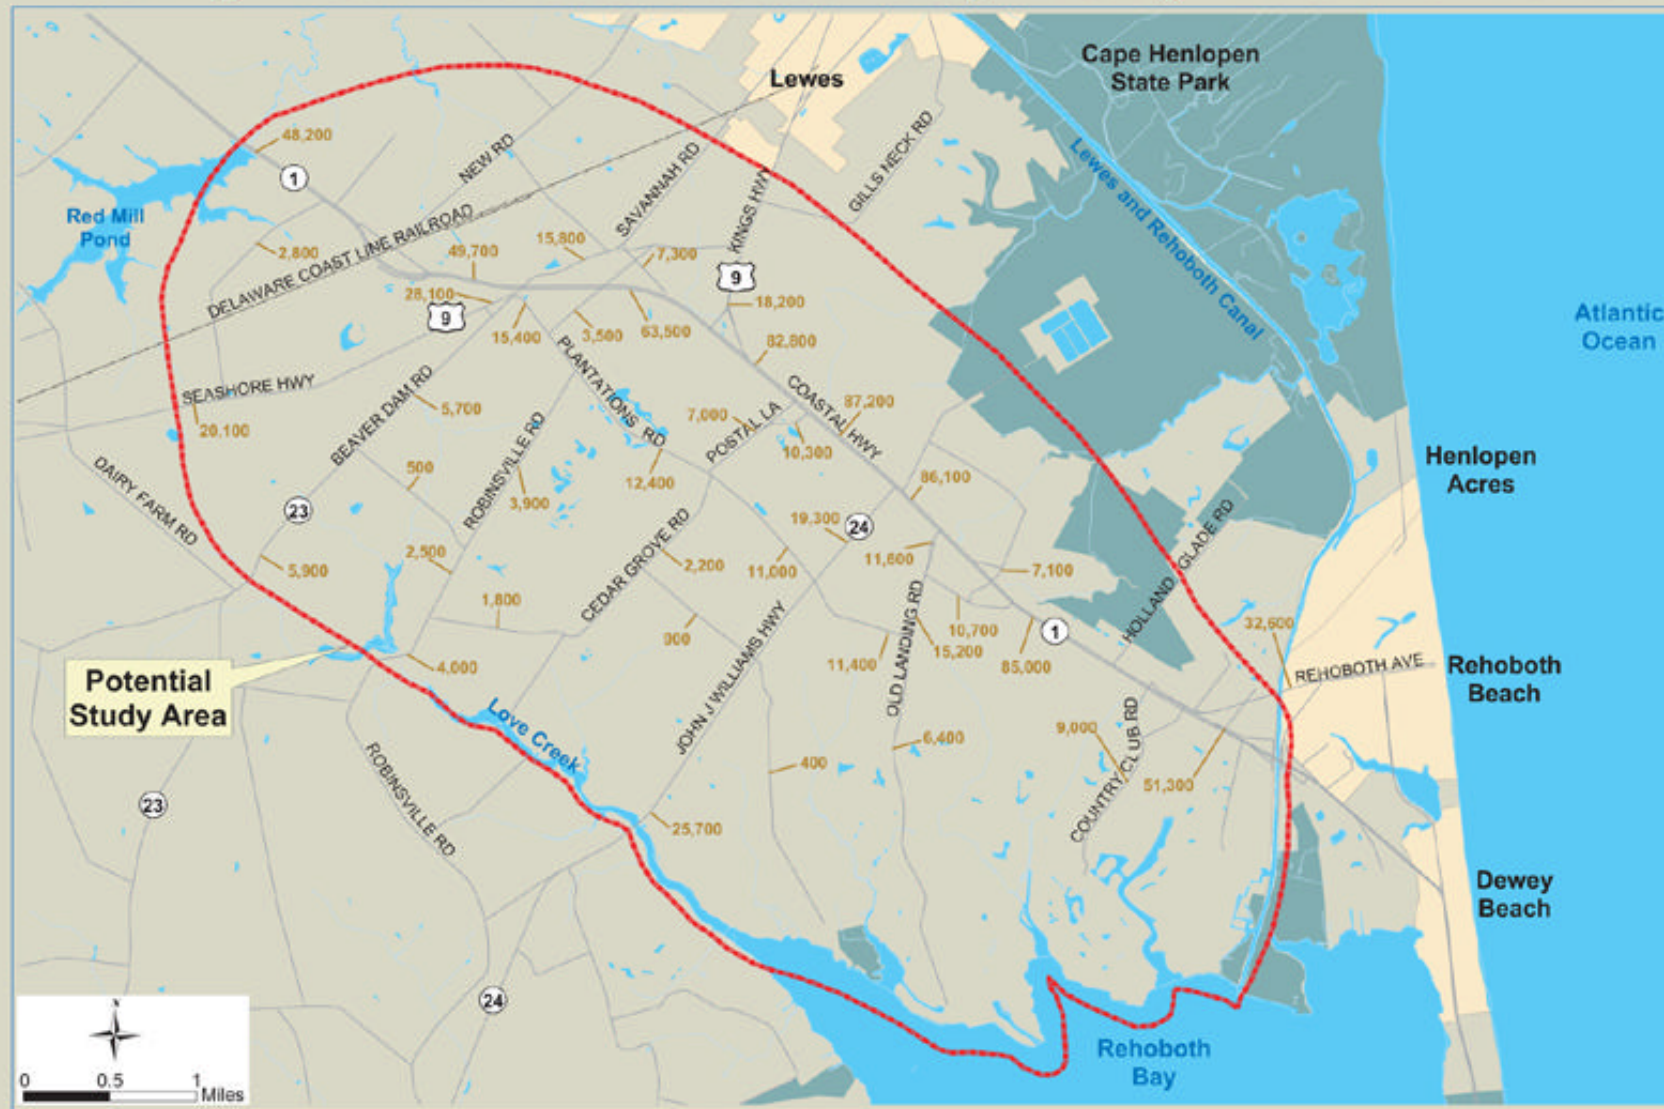 Lewes
Cape Henlopen
State Park
48,200
1
NEW RD
SAVANNAH RD
GILLS NECK RD
Lewes and Rehoboth Canal
Red Mill
Pond
KINGS HWY
DELAWARE COAST LINE RAILROAD
2,800
49,700
15,800
7,300
9
28,100
9
18,200
15,400
3,500
63,500
82,800
Atlantic
Ocean
PLANTATIONS RD
COASTAL HWY
SEASHORE HWY
BEAVER DAM RD
5,700
7,000
POSTAL LA
87,200
20,100
ROBINSVILLE RD
10,300
Henlopen
Acres
DAIRY FARM RD
500
12,400
86,100
3,900
23
19,300
24
HOLLAND GLADE RD
2,500
CEDAR GROVE RD
11,600
5,900
2,200
11,000
7,100
1,800
900
JOHN J WILLIAMS HWY
OLD LANDING RD
10,700
1
32,600
15,200
4,000
11,400
85,000
REHOBOTH AVE
Rehoboth
Beach
Potential
Study Area
Love Creek
COUNTRY CLUB RD
9,000
6,400
400
51,300
ROBINSVILLE RD
23
25,700
Dewey
Beach
24
N
Rehoboth
Bay
0 0.5 1
Miles